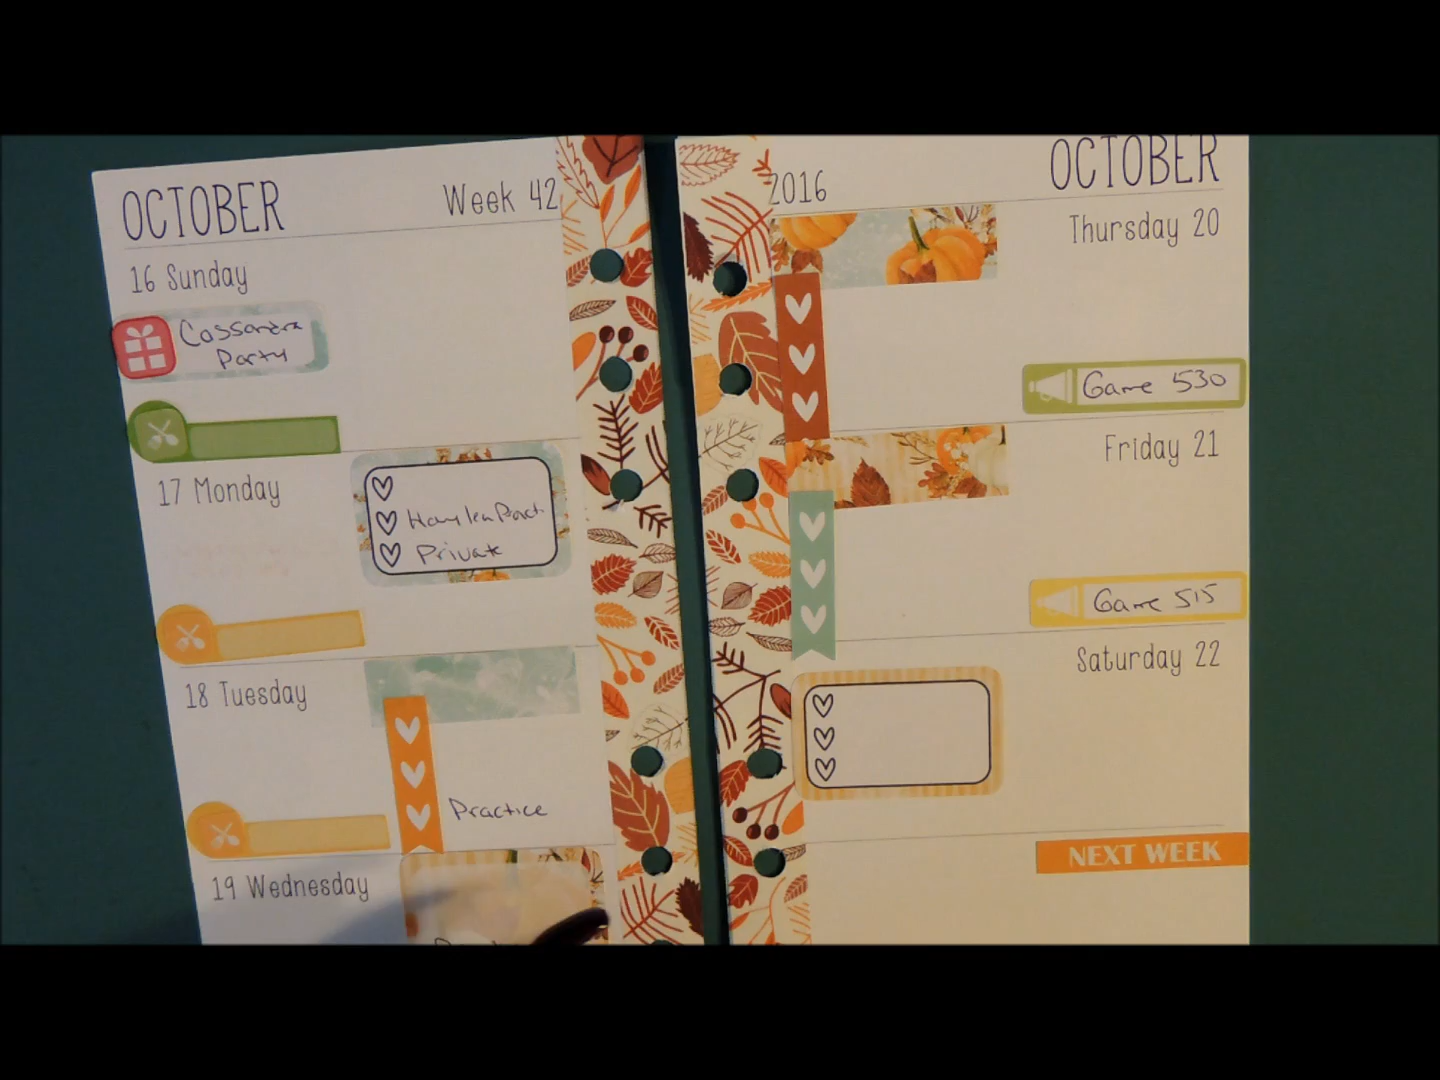 OCTOBER
Week 42
16 Sunday
Cassandra
Party
17 Monday
Private
18 Tuesday
Practice
19 Wednesday
2016
OCTOBER
Thursday 20
Game 530
Friday 21
Game 515
Saturday 22
NEXT WEEK